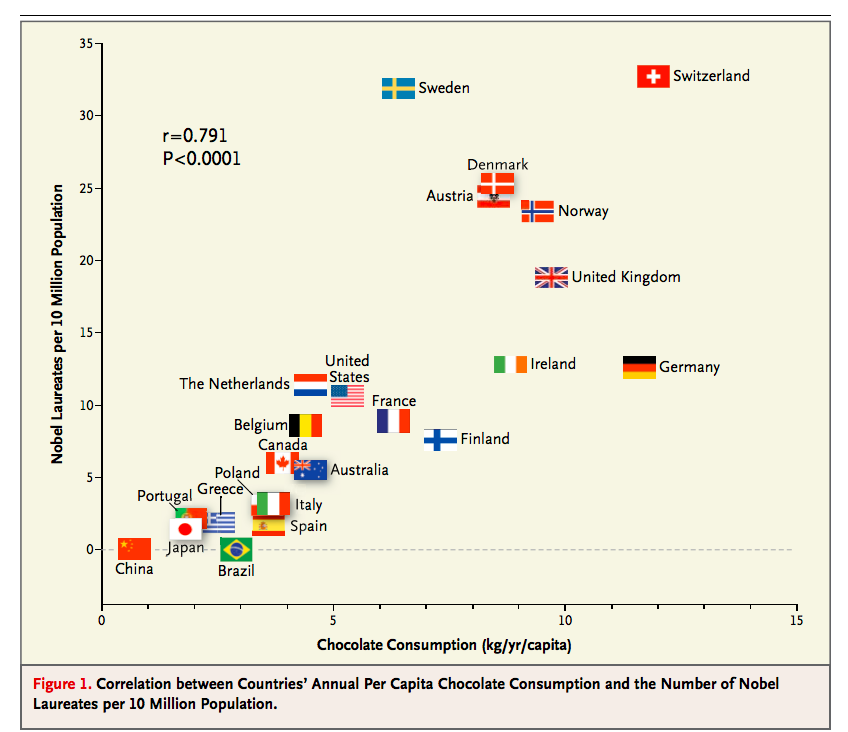 35
30
25
20
15
10
5
0
Nobel Laureates per 10 Million Population
r=0.791
P<0.0001
Sweden
Switzerland
Denmark
Austria
Norway
United Kingdom
Ireland
Germany
United
States
The Netherlands
France
Belgium
Finland
Canada
Australia
Poland
Greece
Portugal
Italy
Spain
Japan
China
Brazil
0
5
10
15
Chocolate Consumption (kg/yr/capita)
Figure 1. Correlation between Countries’ Annual Per Capita Chocolate Consumption and the Number of Nobel
Laureates per 10 Million Population.